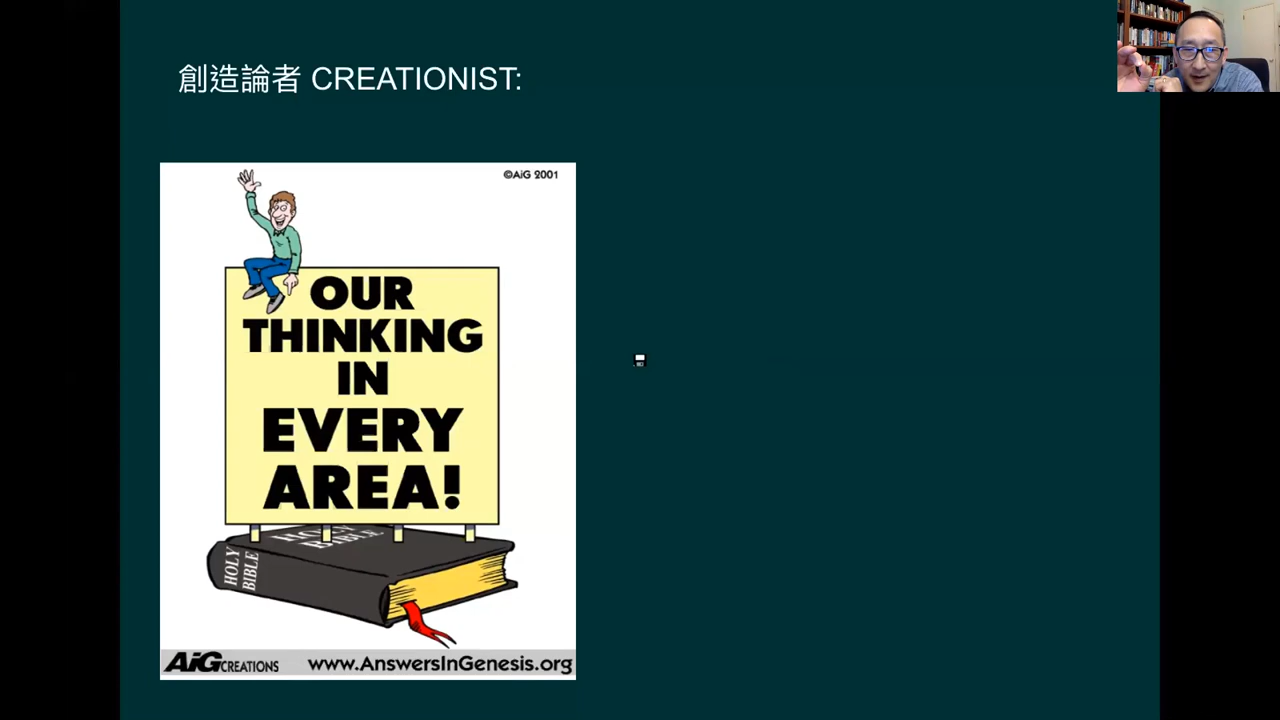 創造論者 CREATIONIST:
©AiG 2001
OUR
THINKING
IN
EVERY
AREA!
HOLY
BIBLE
HOLY
BIBLE
AiG CREATIONS
www.AnswersInGenesis.org